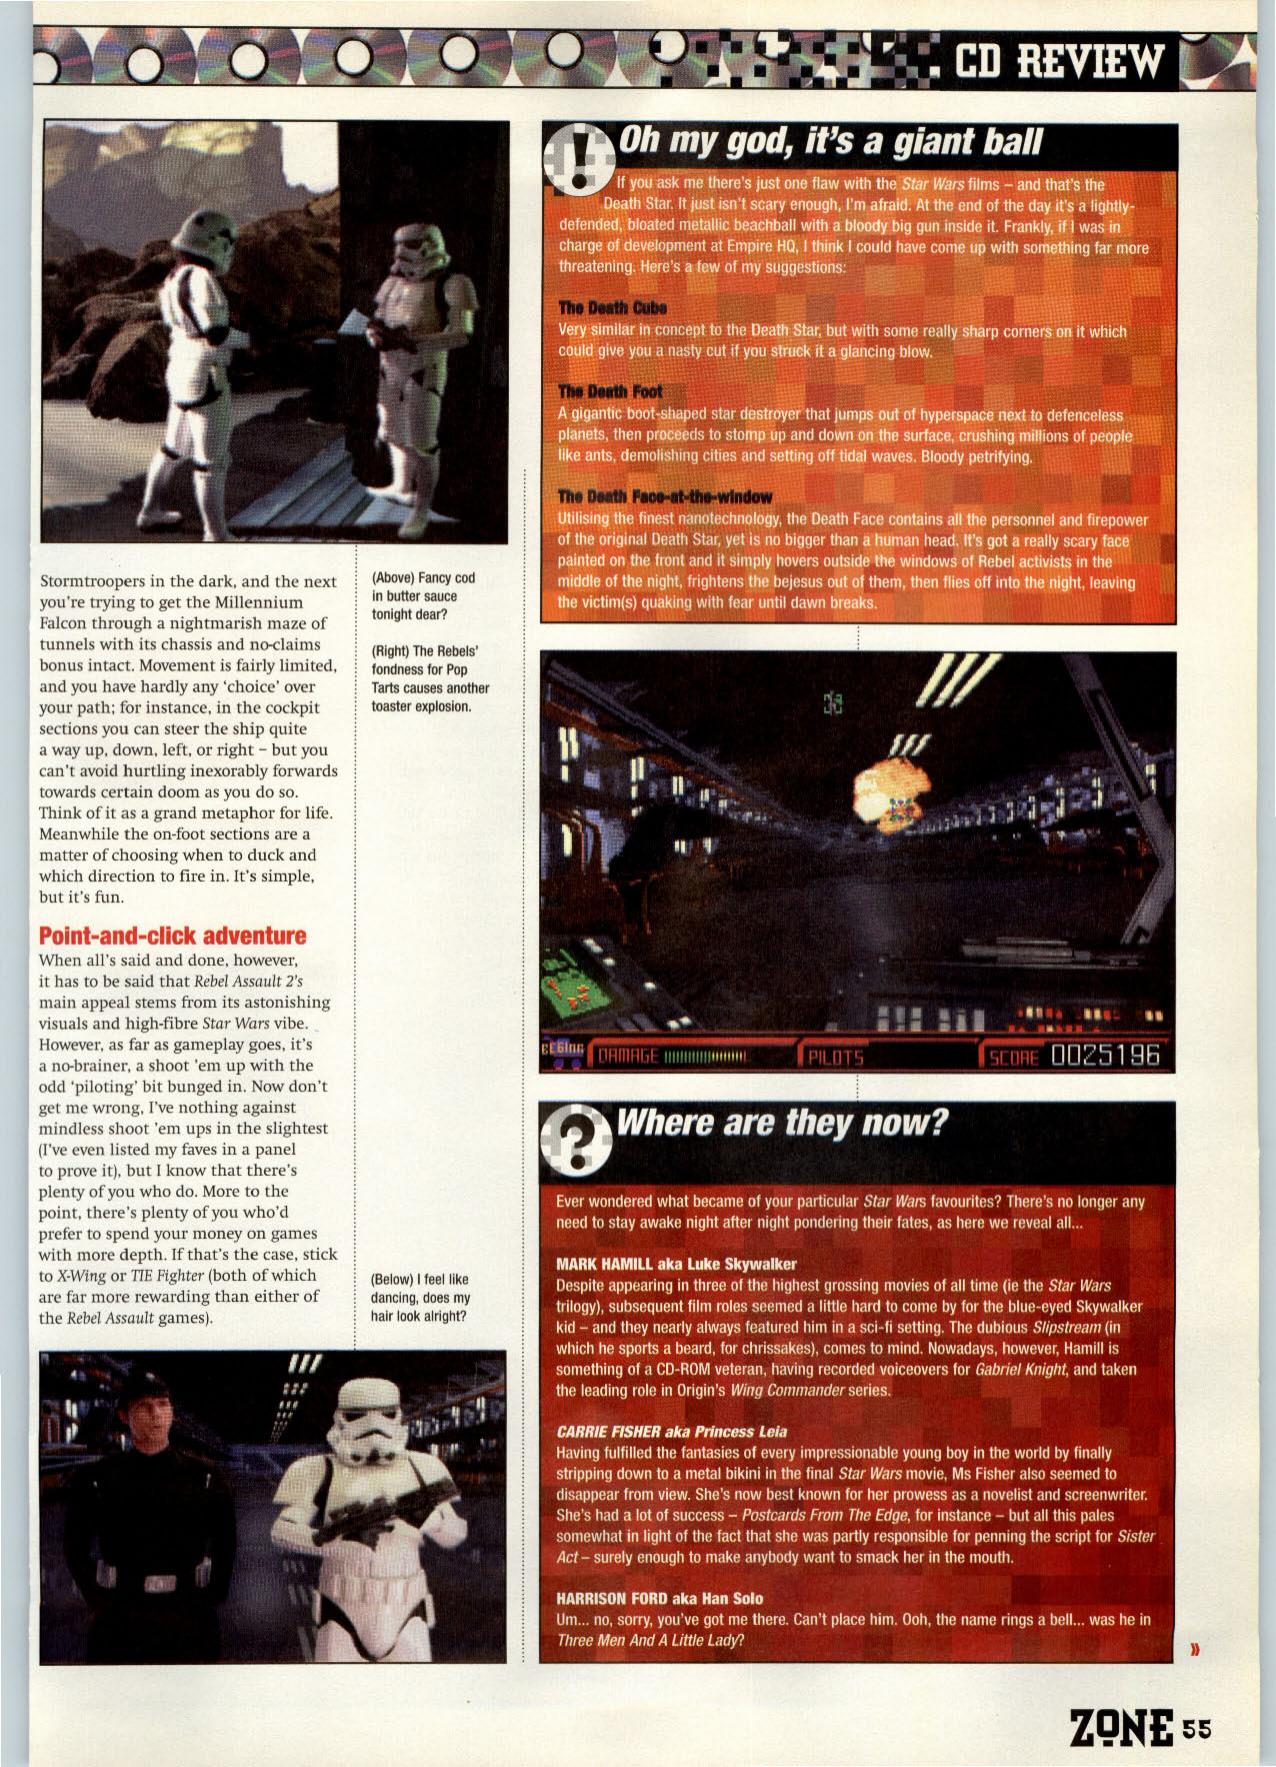 CD REVIEW
Stormtroopers in the dark, and the next
you're trying to get the Millennium
Falcon through a nightmarish maze of
tunnels with its chassis and no-claims
bonus intact. Movement is fairly limited,
and you have hardly any 'choice' over
your path; for instance, in the cockpit
sections you can steer the ship quite
a way up, down, left, or right – but you
can't avoid hurtling inexorably forwards
towards certain doom as you do so.
Think of it as a grand metaphor for life.
Meanwhile the on-foot sections are a
matter of choosing when to duck and
which direction to fire in. It's simple,
but it's fun.
Point-and-click adventure
When all's said and done, however,
it has to be said that Rebel Assault 2's
main appeal stems from its astonishing
visuals and high-fibre Star Wars vibe.
However, as far as gameplay goes, it's
a no-brainer, a shoot 'em up with the
odd 'piloting' bit bunged in. Now don't
get me wrong, I've nothing against
mindless shoot 'em ups in the slightest
(I've even listed my faves in a panel
to prove it), but I know that there's
plenty of you who do. More to the
point, there's plenty of you who'd
prefer to spend your money on games
with more depth. If that's the case, stick
to X-Wing or TIE Fighter (both of which
are far more rewarding than either of
the Rebel Assault games).
(Above) Fancy cod
in butter sauce
tonight dear?
(Right) The Rebels'
fondness for Pop
Tarts causes another
toaster explosion.
(Below) I feel like
dancing, does my
hair look alright?
! Oh my god, it's a giant ball
If you ask me there's just one flaw with the Star Wars films – and that's the
Death Star. It just isn't scary enough, I'm afraid. At the end of the day it's a lightly-
defended, bloated metallic beachball with a bloody big gun inside it. Frankly, if I was in
charge of development at Empire HQ, I think I could have come up with something far more
threatening. Here's a few of my suggestions:
The Death Cube
Very similar in concept to the Death Star, but with some really sharp corners on it which
could give you a nasty cut if you struck it a glancing blow.
The Death Foot
A gigantic boot-shaped star destroyer that jumps out of hyperspace next to defenceless
planets, then proceeds to stomp up and down on the surface, crushing millions of people
like ants, demolishing cities and setting off tidal waves. Bloody petrifying.
The Death Face-at-the-window
Utilising the finest nanotechnology, the Death Face contains all the personnel and firepower
of the original Death Star, yet is no bigger than a human head. It's got a really scary face
painted on the front and it simply hovers outside the windows of Rebel activists in the
middle of the night, frightens the bejesus out of them, then flies off into the night, leaving
the victim(s) quaking with fear until dawn breaks.
DAMAGE PILOTS SCORE 0025196
? Where are they now?
Ever wondered what became of your particular Star Wars favourites? There's no longer any
need to stay awake night after night pondering their fates, as here we reveal all...
MARK HAMILL aka Luke Skywalker
Despite appearing in three of the highest grossing movies of all time (ie the Star Wars
trilogy), subsequent film roles seemed a little hard to come by for the blue-eyed Skywalker
kid – and they nearly always featured him in a sci-fi setting. The dubious Slipstream (in
which he sports a beard, for chrissakes), comes to mind. Nowadays, however, Hamill is
something of a CD-ROM veteran, having recorded voiceovers for Gabriel Knight, and taken
the leading role in Origin's Wing Commander series.
CARRIE FISHER aka Princess Leia
Having fulfilled the fantasies of every impressionable young boy in the world by finally
stripping down to a metal bikini in the final Star Wars movie, Ms Fisher also seemed to
disappear from view. She's now best known for her prowess as a novelist and screenwriter.
She's had a lot of success – Postcards From The Edge, for instance – but all this pales
somewhat in light of the fact that she was partly responsible for penning the script for Sister
Act – surely enough to make anybody want to smack her in the mouth.
HARRISON FORD aka Han Solo
Um... no, sorry, you've got me there. Can't place him. Ooh, the name rings a bell... was he in
Three Men And A Little Lady?
»
ZONE 55